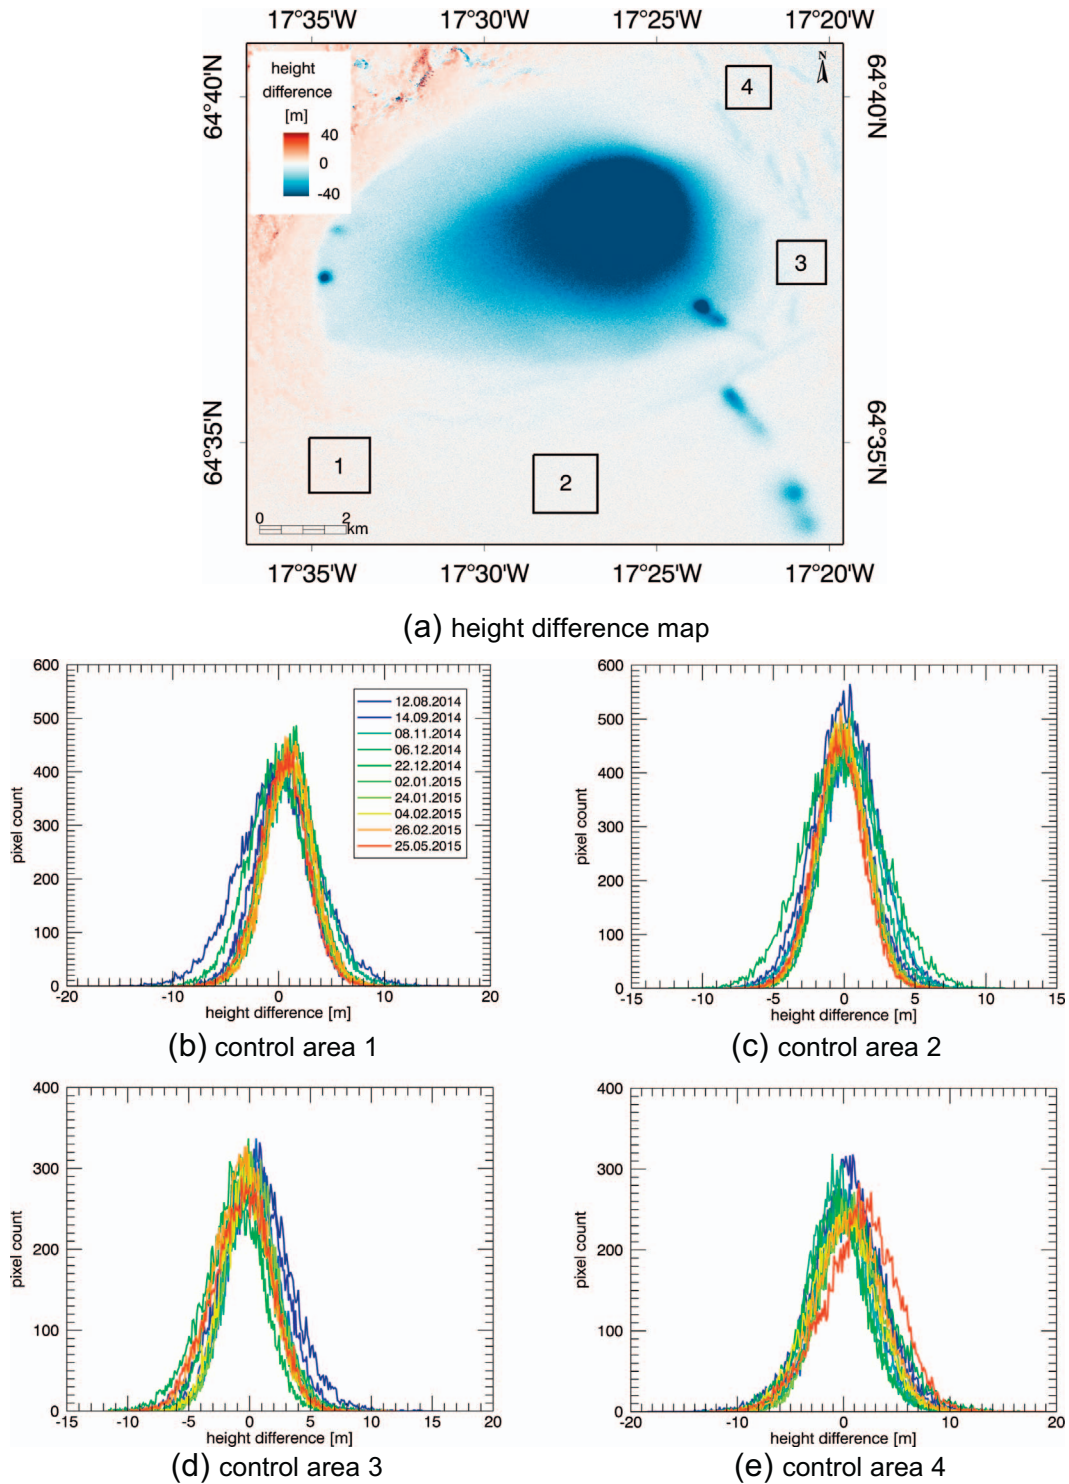 17°35'W 17°30'W 17°25'W 17°20'W
height
difference
[m]
40
0
-40
N
64°40'N
64°40'N
4
3
64°35'N
64°35'N
1
2
0 2
km
17°35'W 17°30'W 17°25'W 17°20'W
(a) height difference map
600
500
400
300
200
100
0
pixel count
12.08.2014
14.09.2014
08.11.2014
06.12.2014
22.12.2014
02.01.2015
24.01.2015
04.02.2015
26.02.2015
25.05.2015
-20 -10 0 10 20
height difference [m]
(b) control area 1
600
500
400
300
200
100
0
pixel count
-15 -10 -5 0 5 10 15
height difference [m]
(c) control area 2
400
300
200
100
0
pixel count
-15 -10 -5 0 5 10 15 20
height difference [m]
(d) control area 3
400
300
200
100
0
pixel count
-20 -10 0 10 20
height difference [m]
(e) control area 4